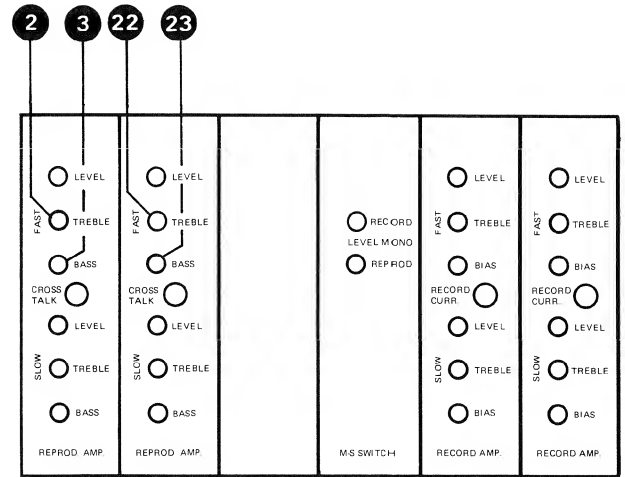 2 3 22 23
LEVEL
FAST
TREBLE
BASS
CROSS
TALK
LEVEL
SLOW
TREBLE
BASS
REPROD AMP.
LEVEL
FAST
TREBLE
BASS
CROSS
TALK
LEVEL
SLOW
TREBLE
BASS
REPROD AMP.
RECORD
LEVEL MONO
REPROD
M-S SWITCH
LEVEL
FAST
TREBLE
BIAS
RECORD
CURR.
LEVEL
SLOW
TREBLE
BIAS
RECORD AMP.
LEVEL
FAST
TREBLE
BIAS
RECORD
CURR.
LEVEL
SLOW
TREBLE
BIAS
RECORD AMP.